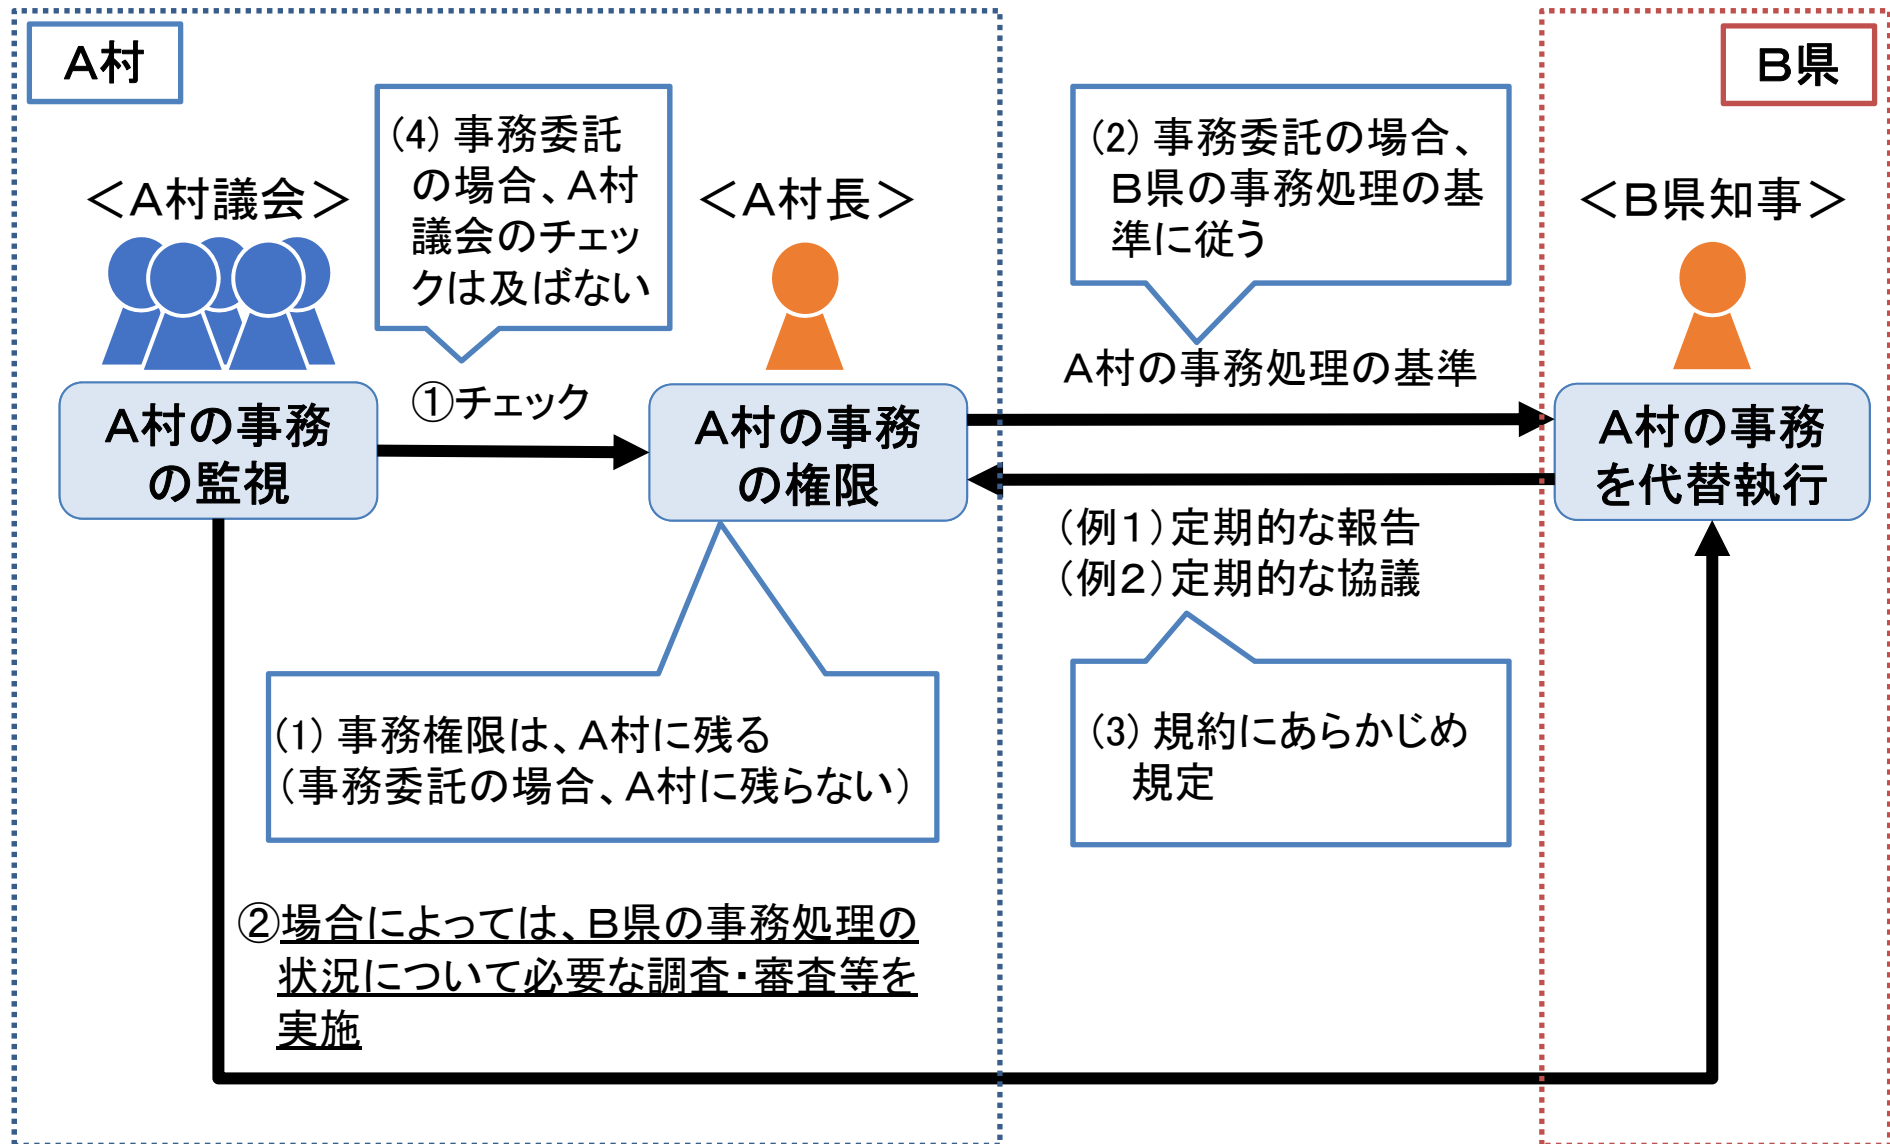 A村
B県
＜A村議会＞
(4) 事務委託
の場合、A村
議会のチェッ
クは及ばない
＜A村長＞
(2) 事務委託の場合、
B県の事務処理の基
準に従う
＜B県知事＞
A村の事務
の監視
①チェック
A村の事務
の権限
A村の事務処理の基準
A村の事務
を代替執行
（例１）定期的な報告
（例２）定期的な協議
(1) 事務権限は、A村に残る
（事務委託の場合、A村に残らない）
(3) 規約にあらかじめ
規定
②場合によっては、B県の事務処理の
状況について必要な調査・審査等を
実施